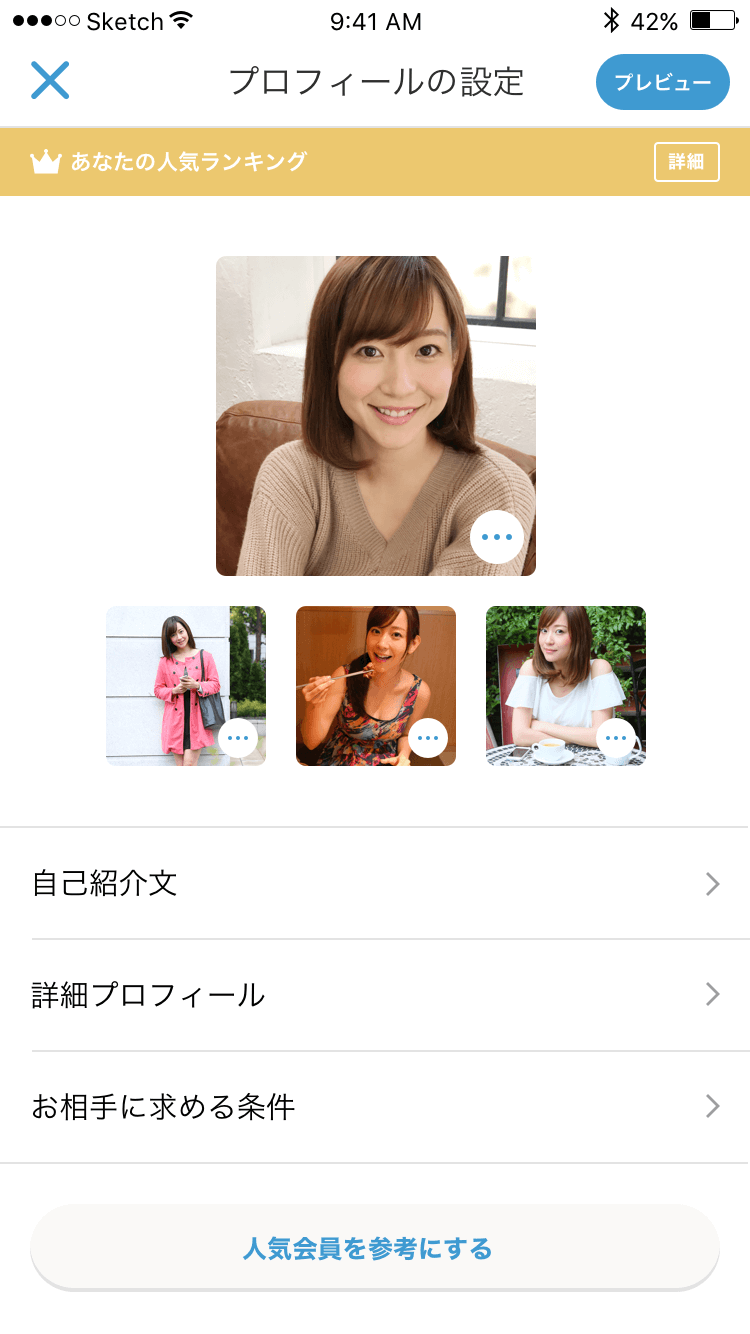 Sketch 9:41 AM 42%
プロフィールの設定 プレビュー
あなたの人気ランキング 詳細
自己紹介文
詳細プロフィール
お相手に求める条件
人気会員を参考にする